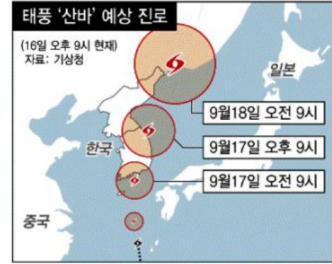 태풍 ‘산바’ 예상 진로
(16일 오후 9시 현재)
자료: 기상청
일본
9월18일 오전 9시
한국
9월17일 오후 9시
9월17일 오전 9시
중국